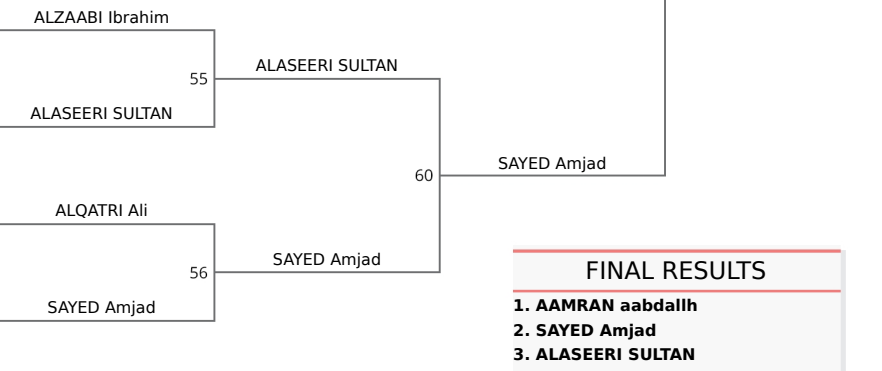 ALZAABI Ibrahim
55
ALASEERI SULTAN
ALASEERI SULTAN
60
SAYED Amjad
ALQATRI Ali
56
SAYED Amjad
SAYED Amjad
FINAL RESULTS
1. AAMRAN aabdallh
2. SAYED Amjad
3. ALASEERI SULTAN